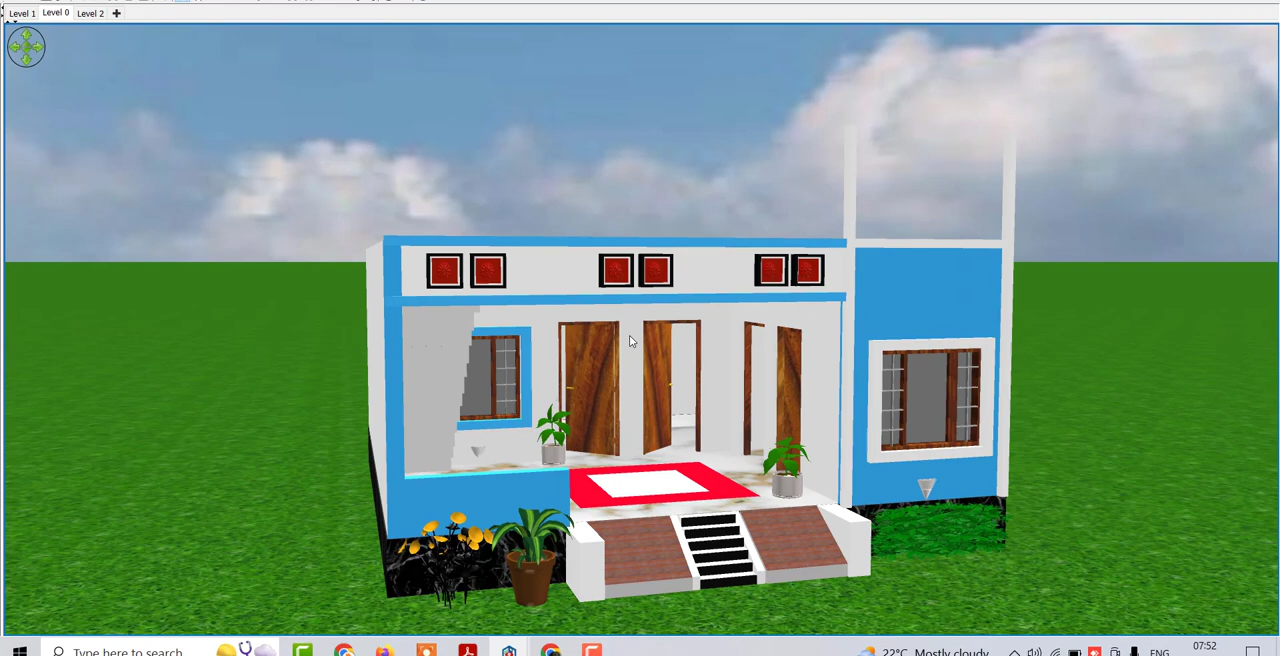 Level 1 Level 0 Level 2
Type here to search
22°C Mostly cloudy
ENG
07:52